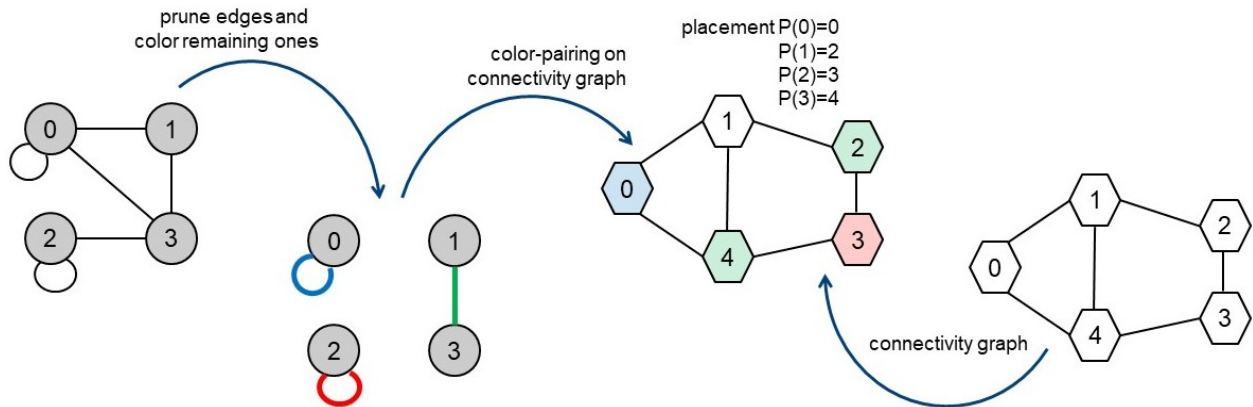 prune edges and
color remaining ones
color-pairing on
connectivity graph
placement P(0)=0
P(1)=2
P(2)=3
P(3)=4
0
1
2
3
0
1
2
3
1
2
0
3
4
1
2
0
3
4
connectivity graph